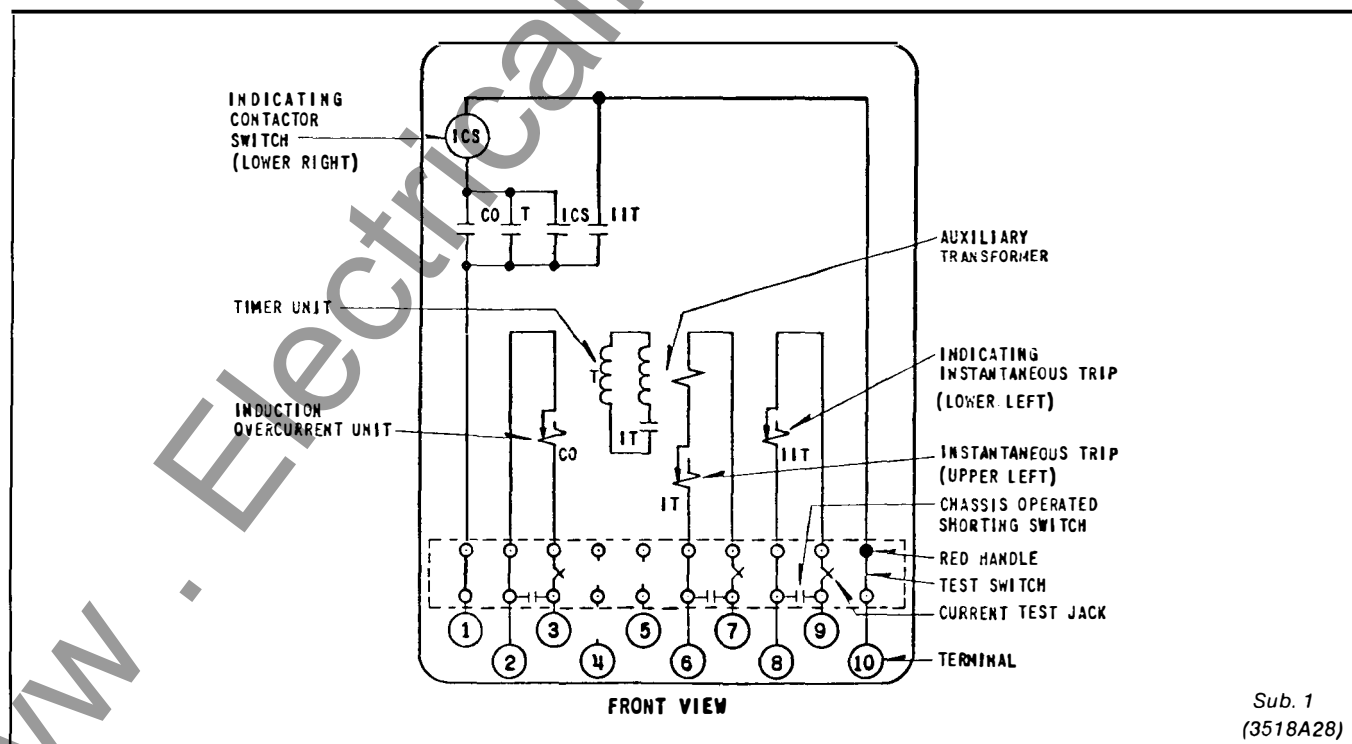 INDICATING
CONTACTOR
SWITCH
(LOWER RIGHT)
ICS
CO T ICS IIT
AUXILIARY
TRANSFORMER
TIMER UNIT
T
INDICATING
INSTANTANEOUS TRIP
(LOWER LEFT)
INDUCTION
OVERCURRENT UNIT
IT
CO
IIT
INSTANTANEOUS TRIP
(UPPER LEFT)
IT
CHASSIS OPERATED
SHORTING SWITCH
RED HANDLE
TEST SWITCH
CURRENT TEST JACK
1 3 5 7 9
2 4 6 8 10
TERMINAL
FRONT VIEW
Sub. 1
(3518A28)
www . Electrical